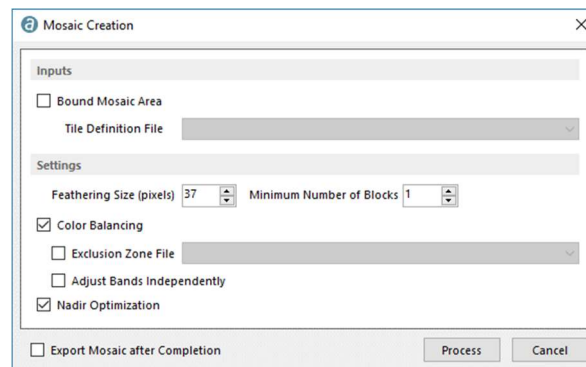 Mosaic Creation
Inputs
Bound Mosaic Area
Tile Definition File
Settings
Feathering Size (pixels) 37 Minimum Number of Blocks 1
Color Balancing
Exclusion Zone File
Adjust Bands Independently
Nadir Optimization
Export Mosaic after Completion Process Cancel